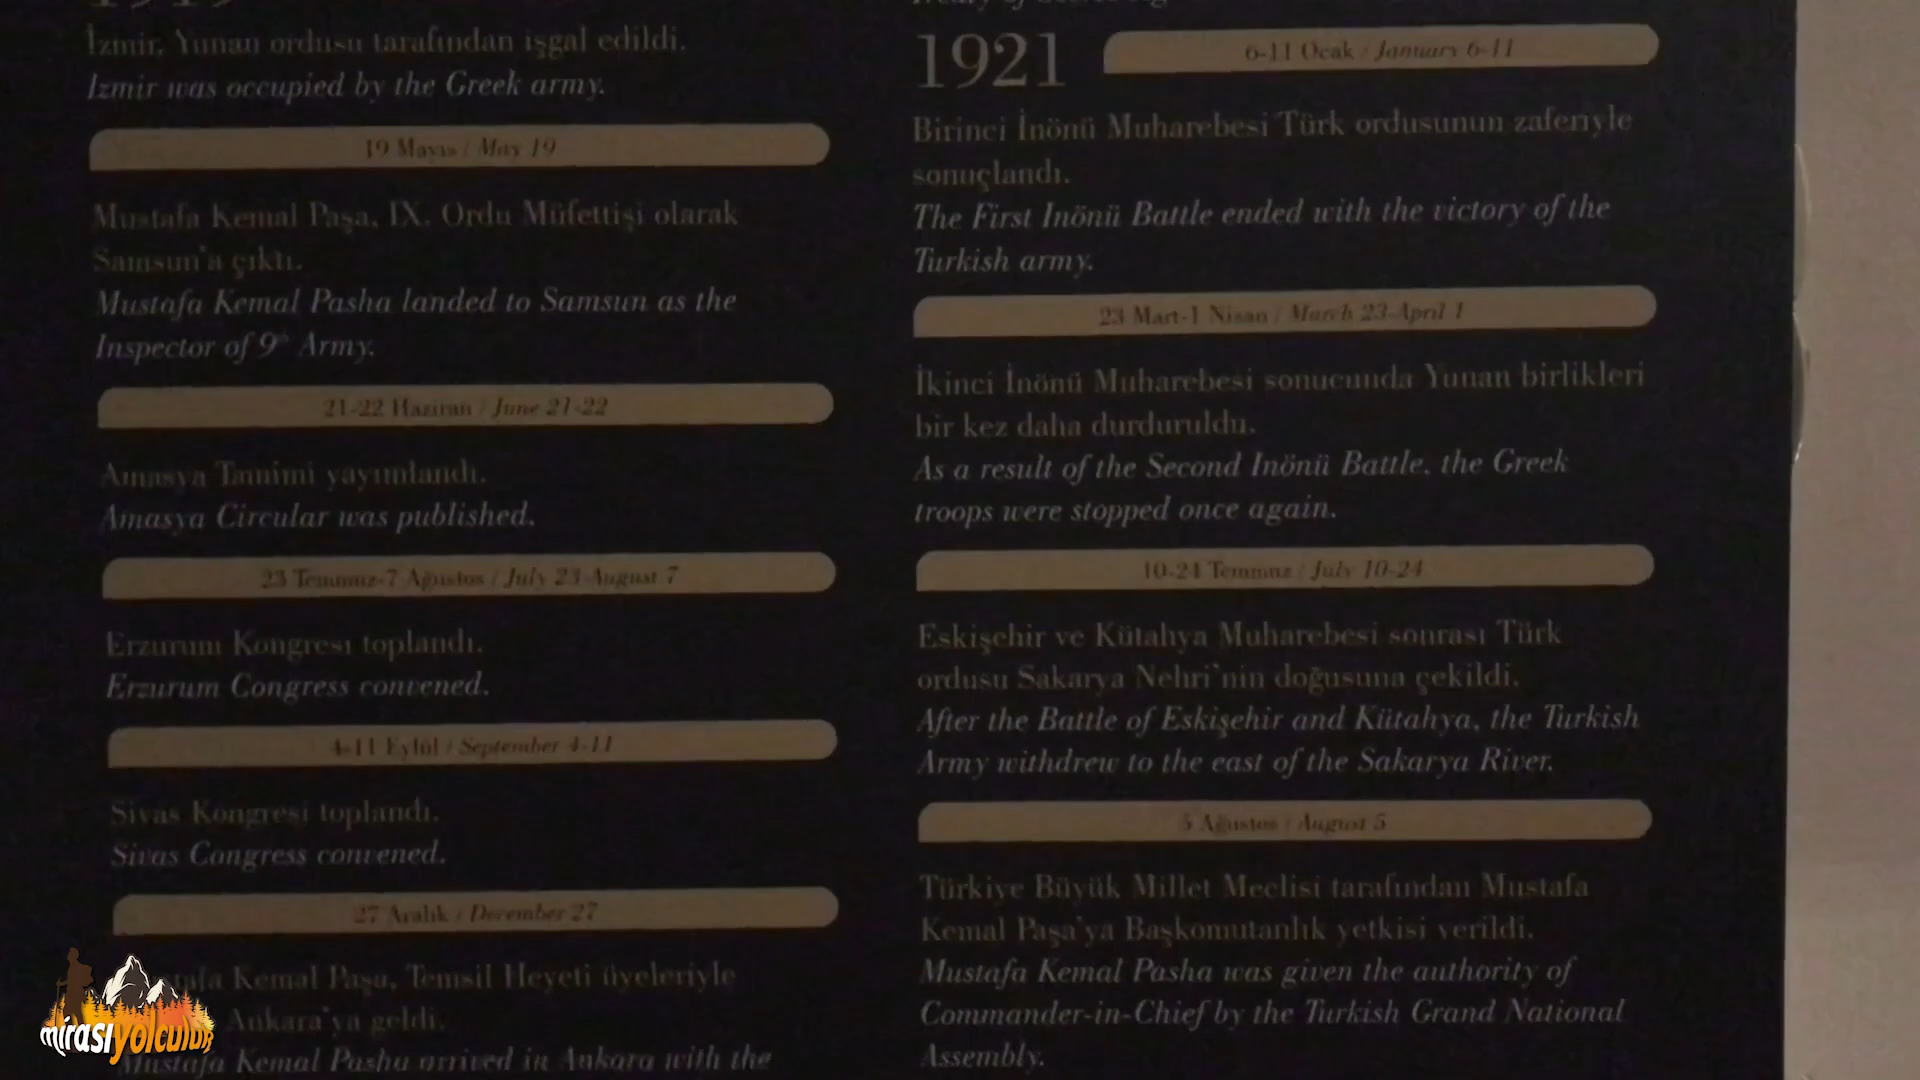 İzmir, Yunan ordusu tarafından işgal edildi.
Izmir was occupied by the Greek army.
19 Mayıs / May 19
Mustafa Kemal Paşa, IX. Ordu Müfettişi olarak
Samsun'a çıktı.
Mustafa Kemal Pasha landed to Samsun as the
Inspector of 9th Army.
21-22 Haziran / June 21-22
Amasya Tamimi yayımlandı.
Amasya Circular was published.
23 Temmuz-7 Ağustos / July 23-August 7
Erzurum Kongresi toplandı.
Erzurum Congress convened.
4-11 Eylül / September 4-11
Sivas Kongresi toplandı.
Sivas Congress convened.
27 Aralık / December 27
Kemal Paşa, Temsil Heyeti üyeleriyle
Ankara'ya geldi.
Mustafa Kemal Pasha arrived in Ankara with the
1921
6-11 Ocak / January 6-11
Birinci İnönü Muharebesi Türk ordusunun zaferiyle
sonuçlandı.
The First Inönü Battle ended with the victory of the
Turkish army.
23 Mart-1 Nisan / March 23-April 1
İkinci İnönü Muharebesi sonucunda Yunan birlikleri
bir kez daha durduruldu.
As a result of the Second Inönü Battle, the Greek
troops were stopped once again.
10-24 Temmuz / July 10-24
Eskişehir ve Kütahya Muharebesi sonrası Türk
ordusu Sakarya Nehri'nin doğusuna çekildi.
After the Battle of Eskişehir and Kütahya, the Turkish
Army withdrew to the east of the Sakarya River.
5 Ağustos / August 5
Türkiye Büyük Millet Meclisi tarafından Mustafa
Kemal Paşa'ya Başkomutanlık yetkisi verildi.
Mustafa Kemal Pasha was given the authority of
Commander-in-Chief by the Turkish Grand National
Assembly.
mirasıyolculuk